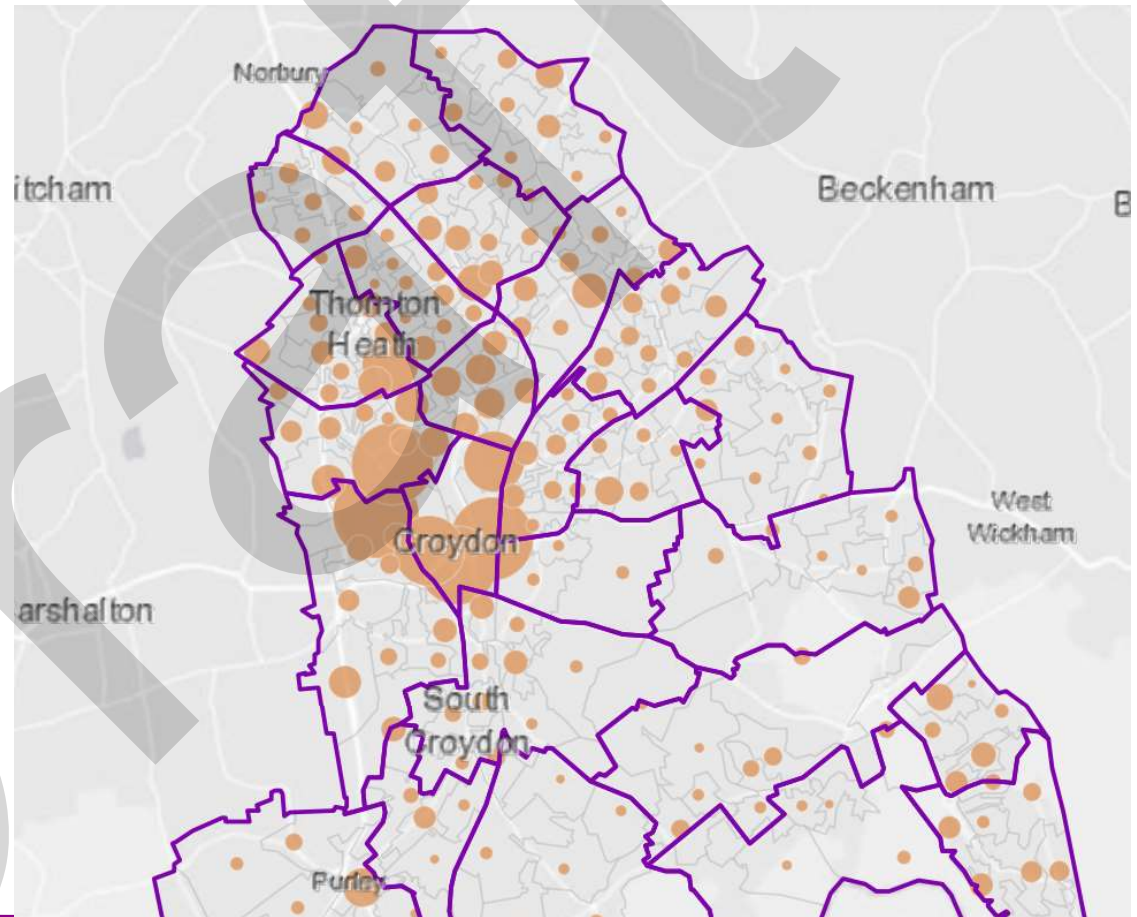 Norbury
itcham
Beckenham
B
Thornton
Heath
West
Wickham
Croydon
arshalton
South
Croydon
Purley